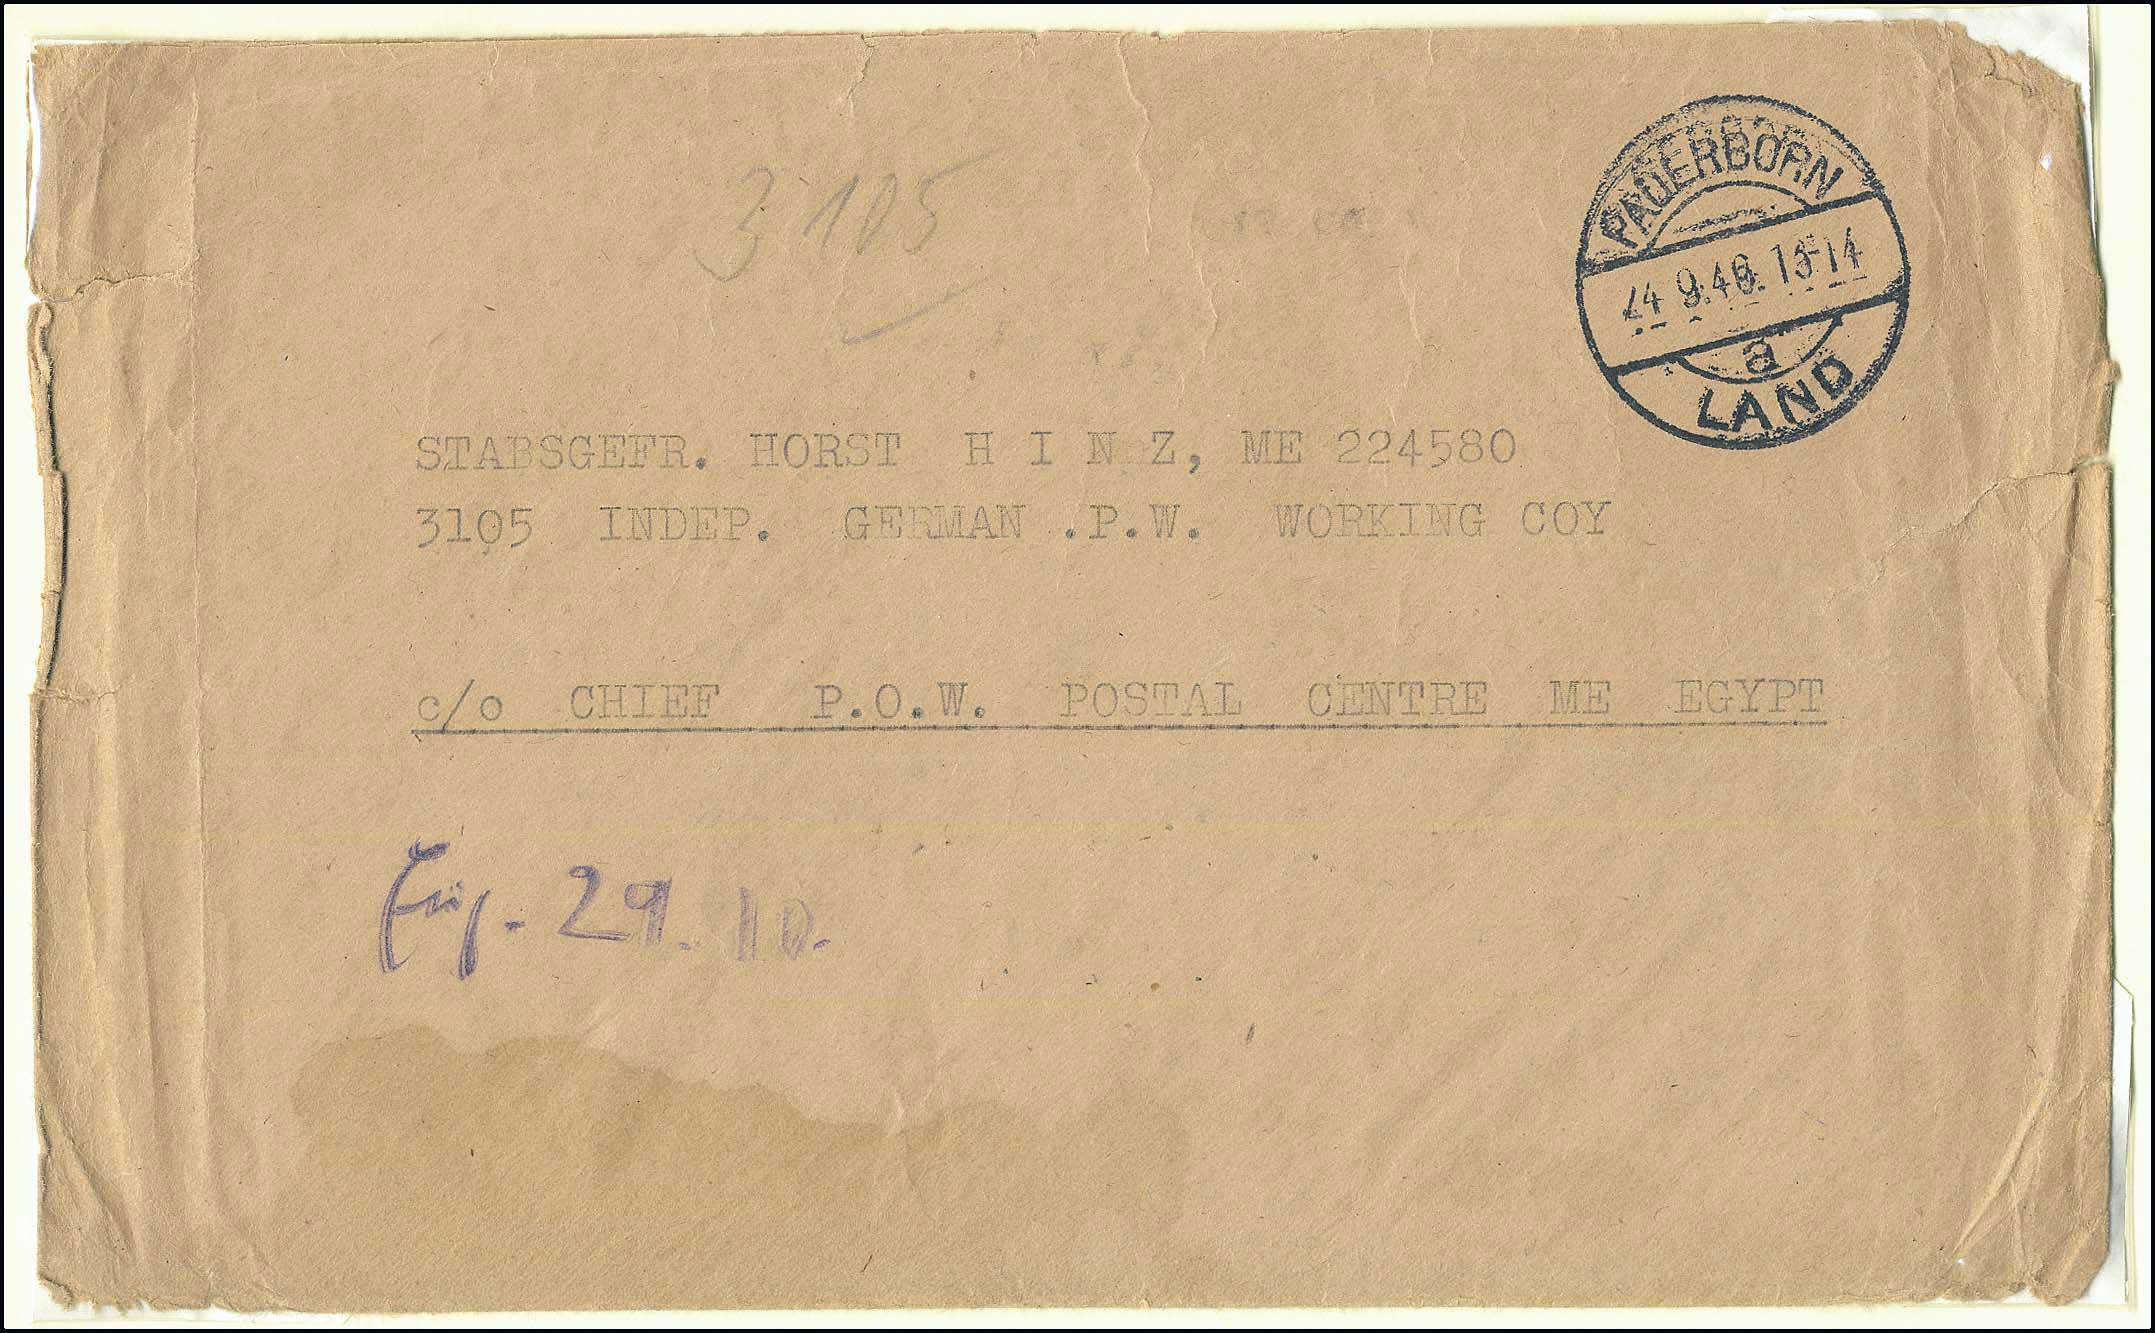 3105
PADERBORN
24.9.46.13-14
a
LAND
STABSGEFR. HORST H I N Z, ME 224580
3105 INDEP. GERMAN .P.W. WORKING COY
c/o CHIEF P.O.W. POSTAL CENTRE ME EGYPT
29.10.